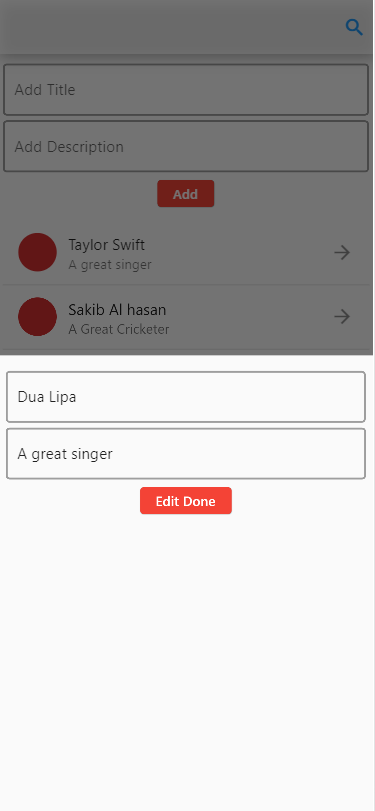 Add Title
Add Description
Add
Taylor Swift
A great singer
Sakib Al hasan
A Great Cricketer
Dua Lipa
A great singer
Edit Done